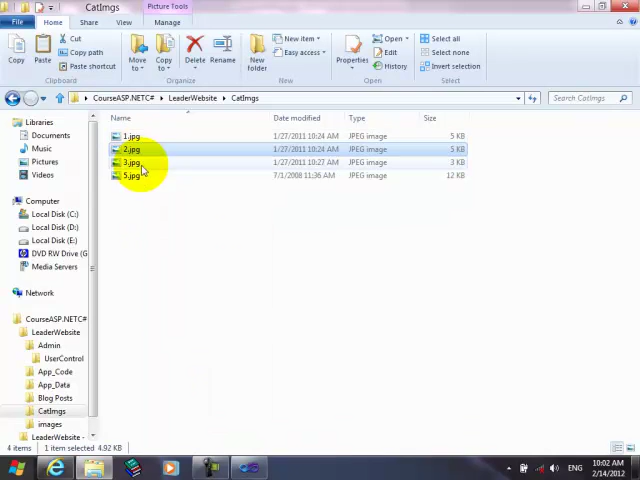 CatImgs
Picture Tools
File
Home
Share
View
Manage
Copy
Paste
Cut
Copy path
Paste shortcut
Clipboard
Move to
Copy to
Delete
Rename
Organize
New folder
New item
Easy access
New
Properties
Open
Edit
History
Open
Select all
Select none
Invert selection
Select
CourseASP.NETC# LeaderWebsite CatImgs
Search CatImgs
Name Date modified Type Size
1.jpg 1/27/2011 10:24 AM JPEG image 5 KB
2.jpg 1/27/2011 10:24 AM JPEG image 5 KB
3.jpg 1/27/2011 10:27 AM JPEG image 3 KB
5.jpg 7/1/2008 11:36 AM JPEG image 12 KB
Libraries
Documents
Music
Pictures
Videos
Computer
Local Disk (C:)
Local Disk (D:)
Local Disk (E:)
DVD RW Drive (G
Media Servers
Network
CourseASP.NETC#
LeaderWebsite
Admin
UserControl
App_Code
App_Data
Blog Posts
CatImgs
images
LeaderWebsite -
4 items 1 item selected 4.92 KB
ENG
10:02 AM
2/14/2012